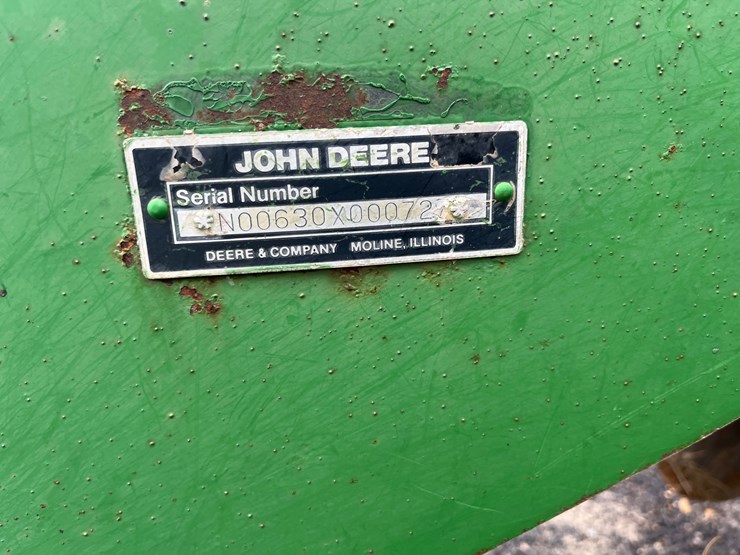 JOHN DEERE
Serial Number
N00630X00072
DEERE & COMPANY MOLINE, ILLINOIS